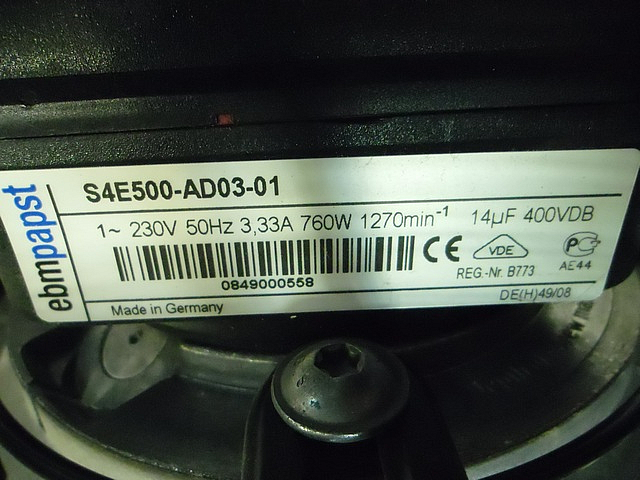 ebmpapst
S4E500-AD03-01
1~ 230V 50Hz 3,33A 760W 1270min⁻¹ 14µF 400VDB
CE VDE PC
0849000558 REG.-Nr. B773 AE44
Made in Germany DE(H)49/08